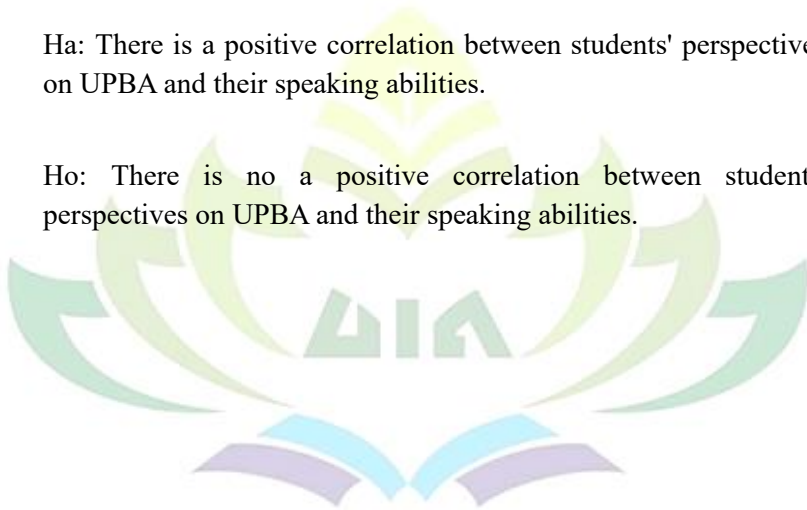 Ha: There is a positive correlation between students' perspective
on UPBA and their speaking abilities.
Ho: There is no a positive correlation between student
perspectives on UPBA and their speaking abilities.
UIN